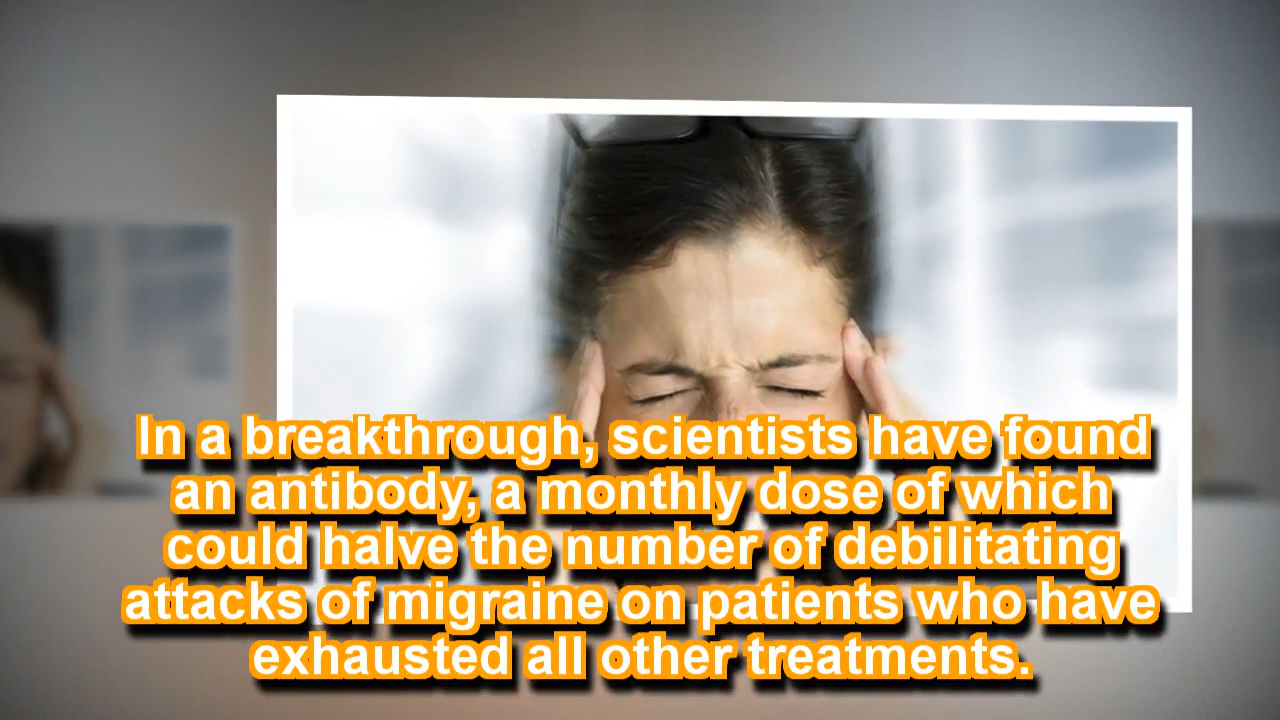 In a breakthrough, scientists have found
an antibody, a monthly dose of which
could halve the number of debilitating
attacks of migraine on patients who have
exhausted all other treatments.